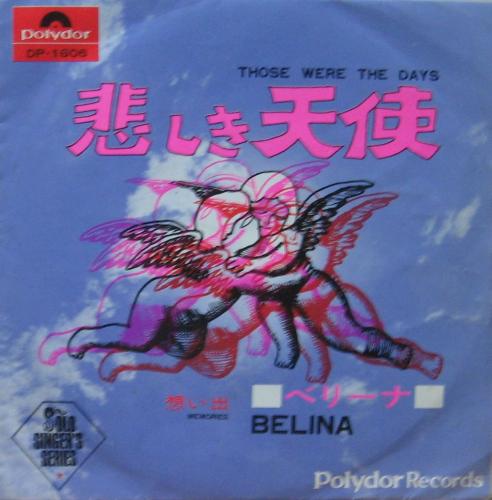 Polydor
DP-1606
THOSE WERE THE DAYS
悲しき天使
想い出
MEMORIES
■ベリーナ■
BELINA
SOLO
SINGER'S
SERIES
Polydor Records